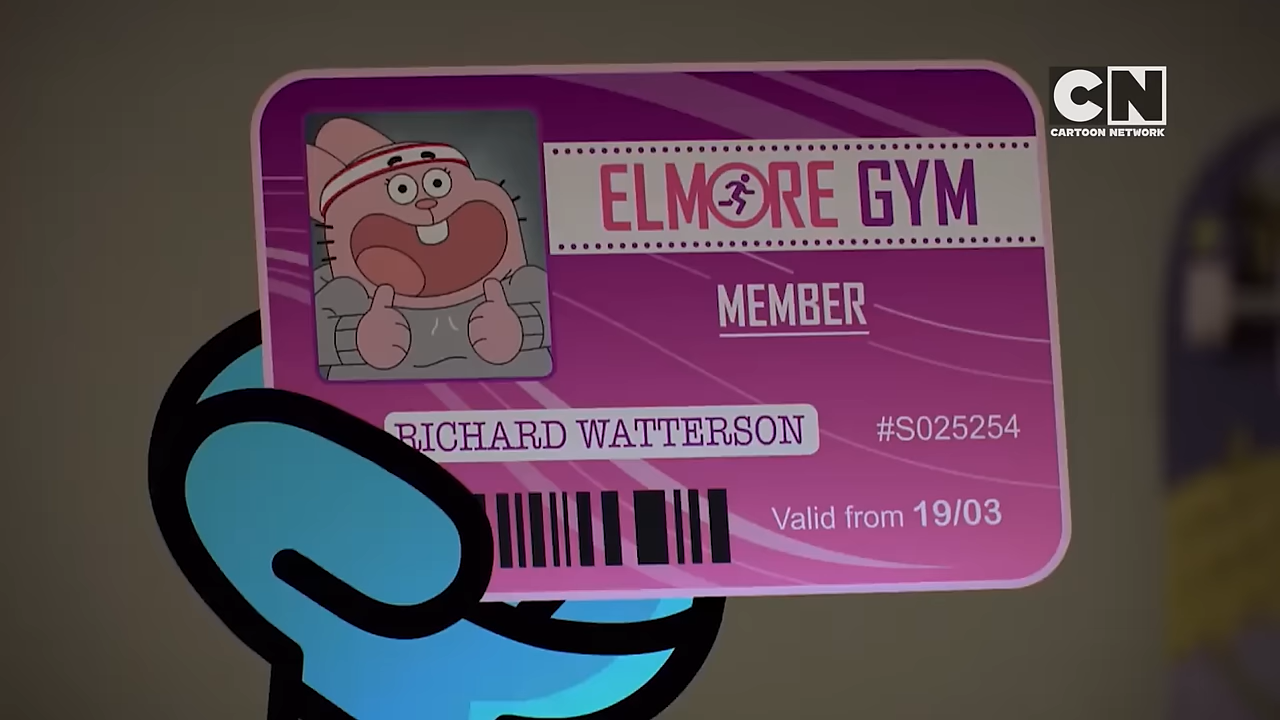 CN
CARTOON NETWORK
ELMORE GYM
MEMBER
RICHARD WATTERSON
#S025254
Valid from 19/03